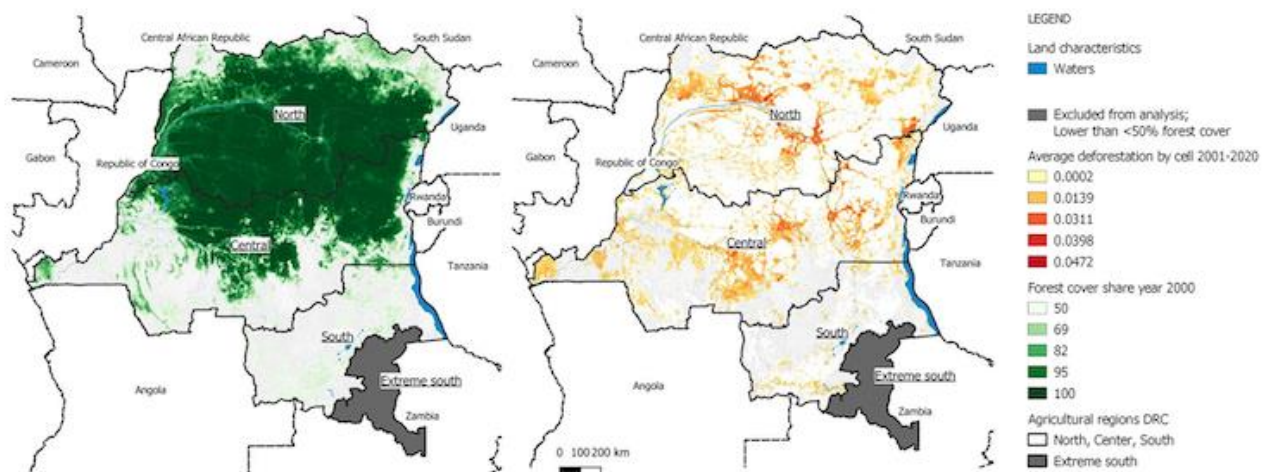 Central African Republic
South Sudan
Cameroon
North
Uganda
Gabon
Republic of Congo
Rwanda
Burundi
Central
Tanzania
South
Extreme south
Angola
Zambia
Central African Republic
South Sudan
Cameroon
North
Uganda
Gabon
Republic of Congo
Rwanda
Burundi
Central
Tanzania
South
Extreme south
Angola
Zambia
0 100 200 km
LEGEND
Land characteristics
Waters
Excluded from analysis;
Lower than <50% forest cover
Average deforestation by cell 2001-2020
0.0002
0.0139
0.0311
0.0398
0.0472
Forest cover share year 2000
50
69
82
95
100
Agricultural regions DRC
North, Center, South
Extreme south